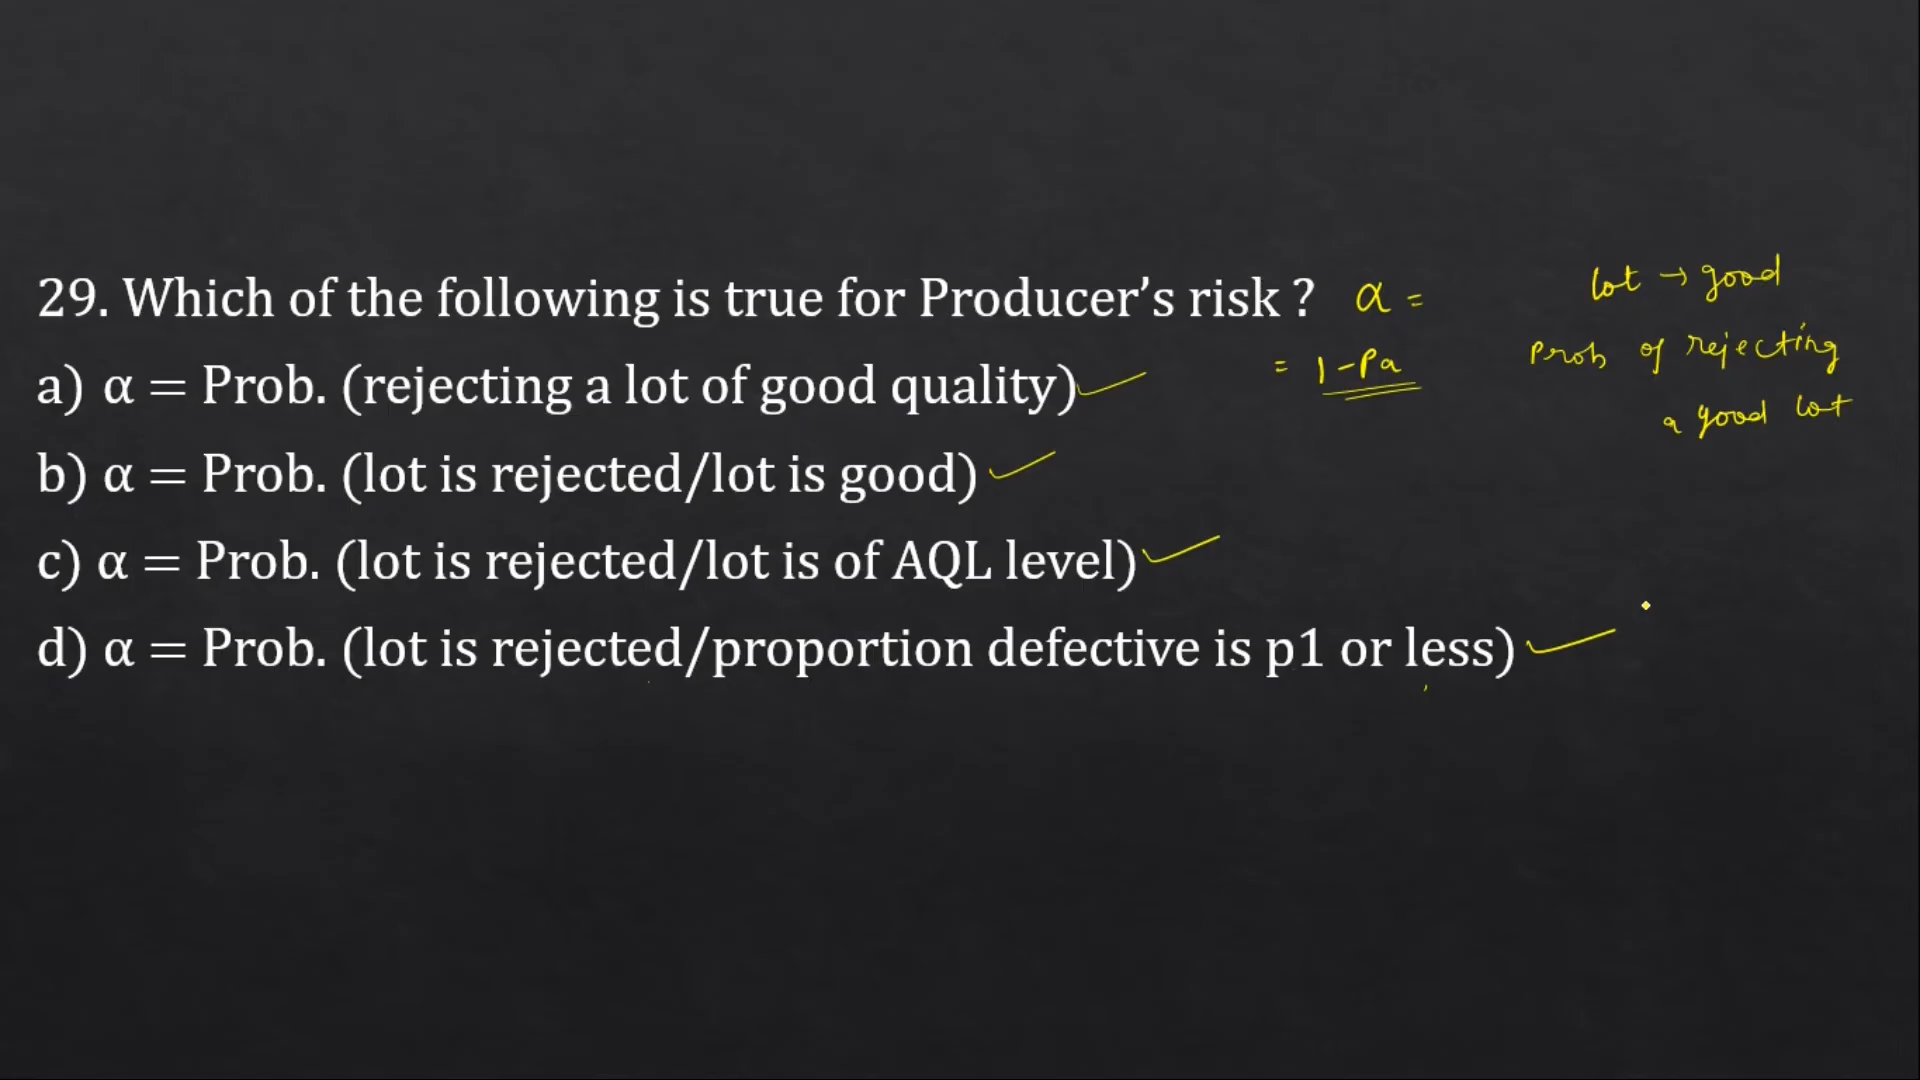 29. Which of the following is true for Producer’s risk ? α =
= 1-Pa
lot → good
Prob of rejecting
a good lot
a) α = Prob. (rejecting a lot of good quality)
b) α = Prob. (lot is rejected/lot is good)
c) α = Prob. (lot is rejected/lot is of AQL level)
d) α = Prob. (lot is rejected/proportion defective is p1 or less)